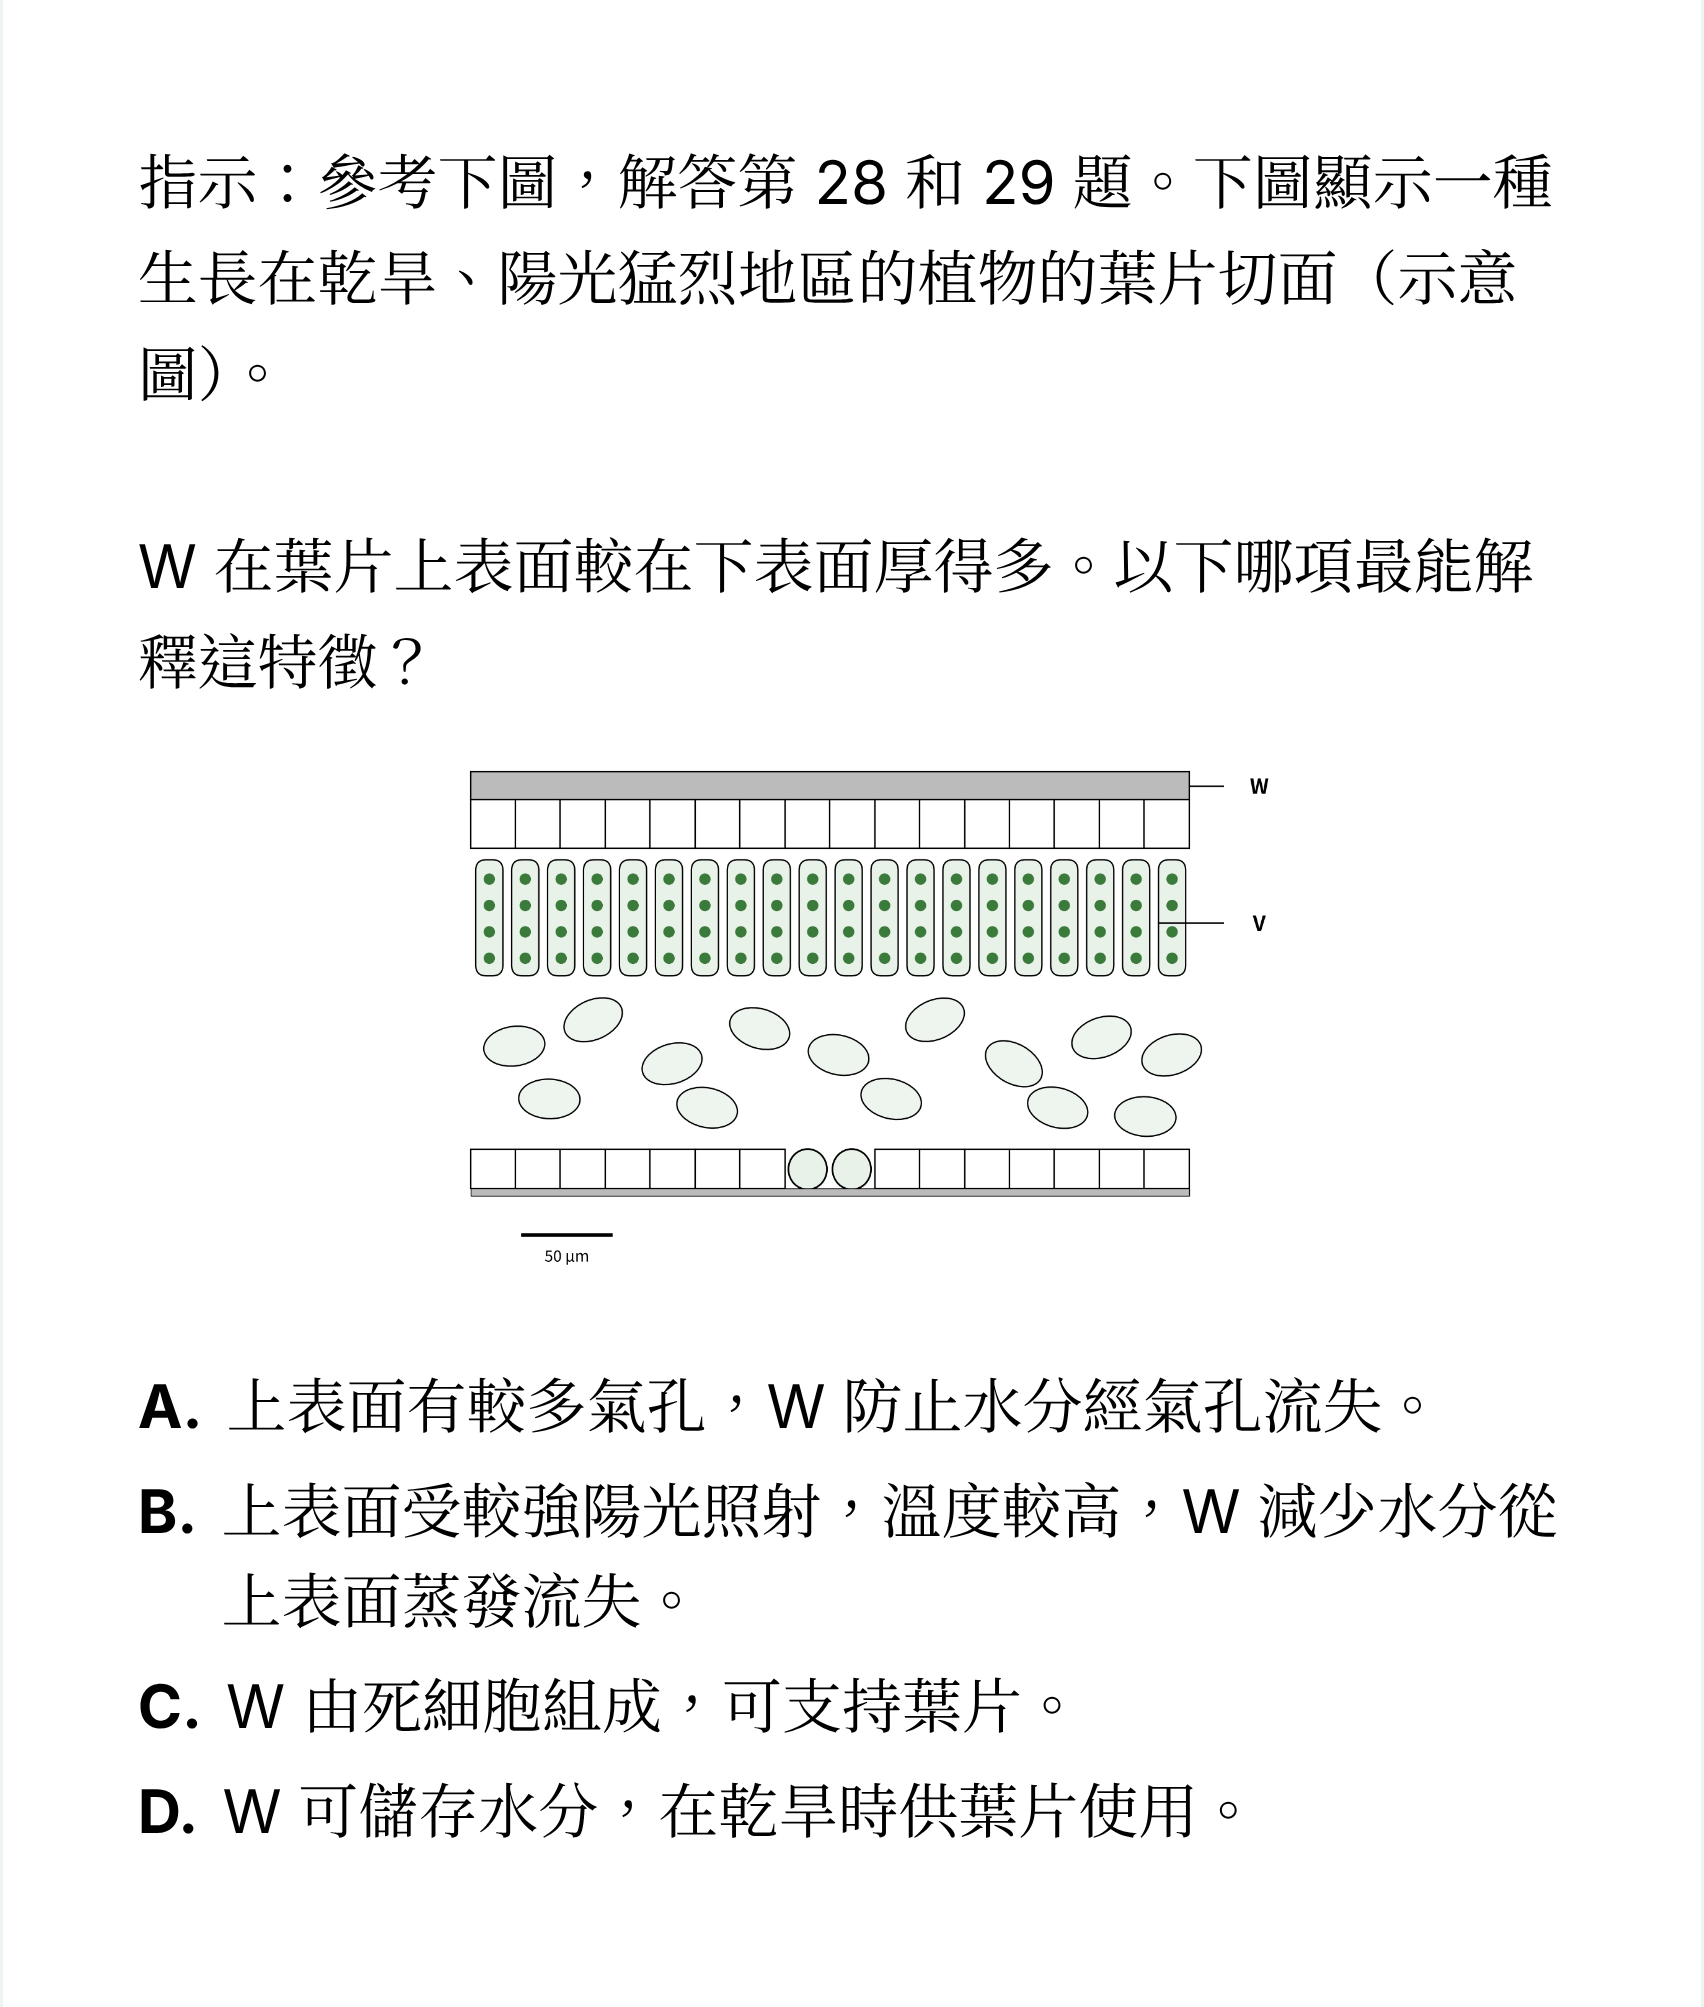 指示：參考下圖，解答第 28 和 29 題。下圖顯示一種
生長在乾旱、陽光猛烈地區的植物的葉片切面（示意
圖）。
W 在葉片上表面較在下表面厚得多。以下哪項最能解
釋這特徵？
W
V
50 μm
A. 上表面有較多氣孔，W 防止水分經氣孔流失。
B. 上表面受較強陽光照射，溫度較高，W 減少水分從
上表面蒸發流失。
C. W 由死細胞組成，可支持葉片。
D. W 可儲存水分，在乾旱時供葉片使用。